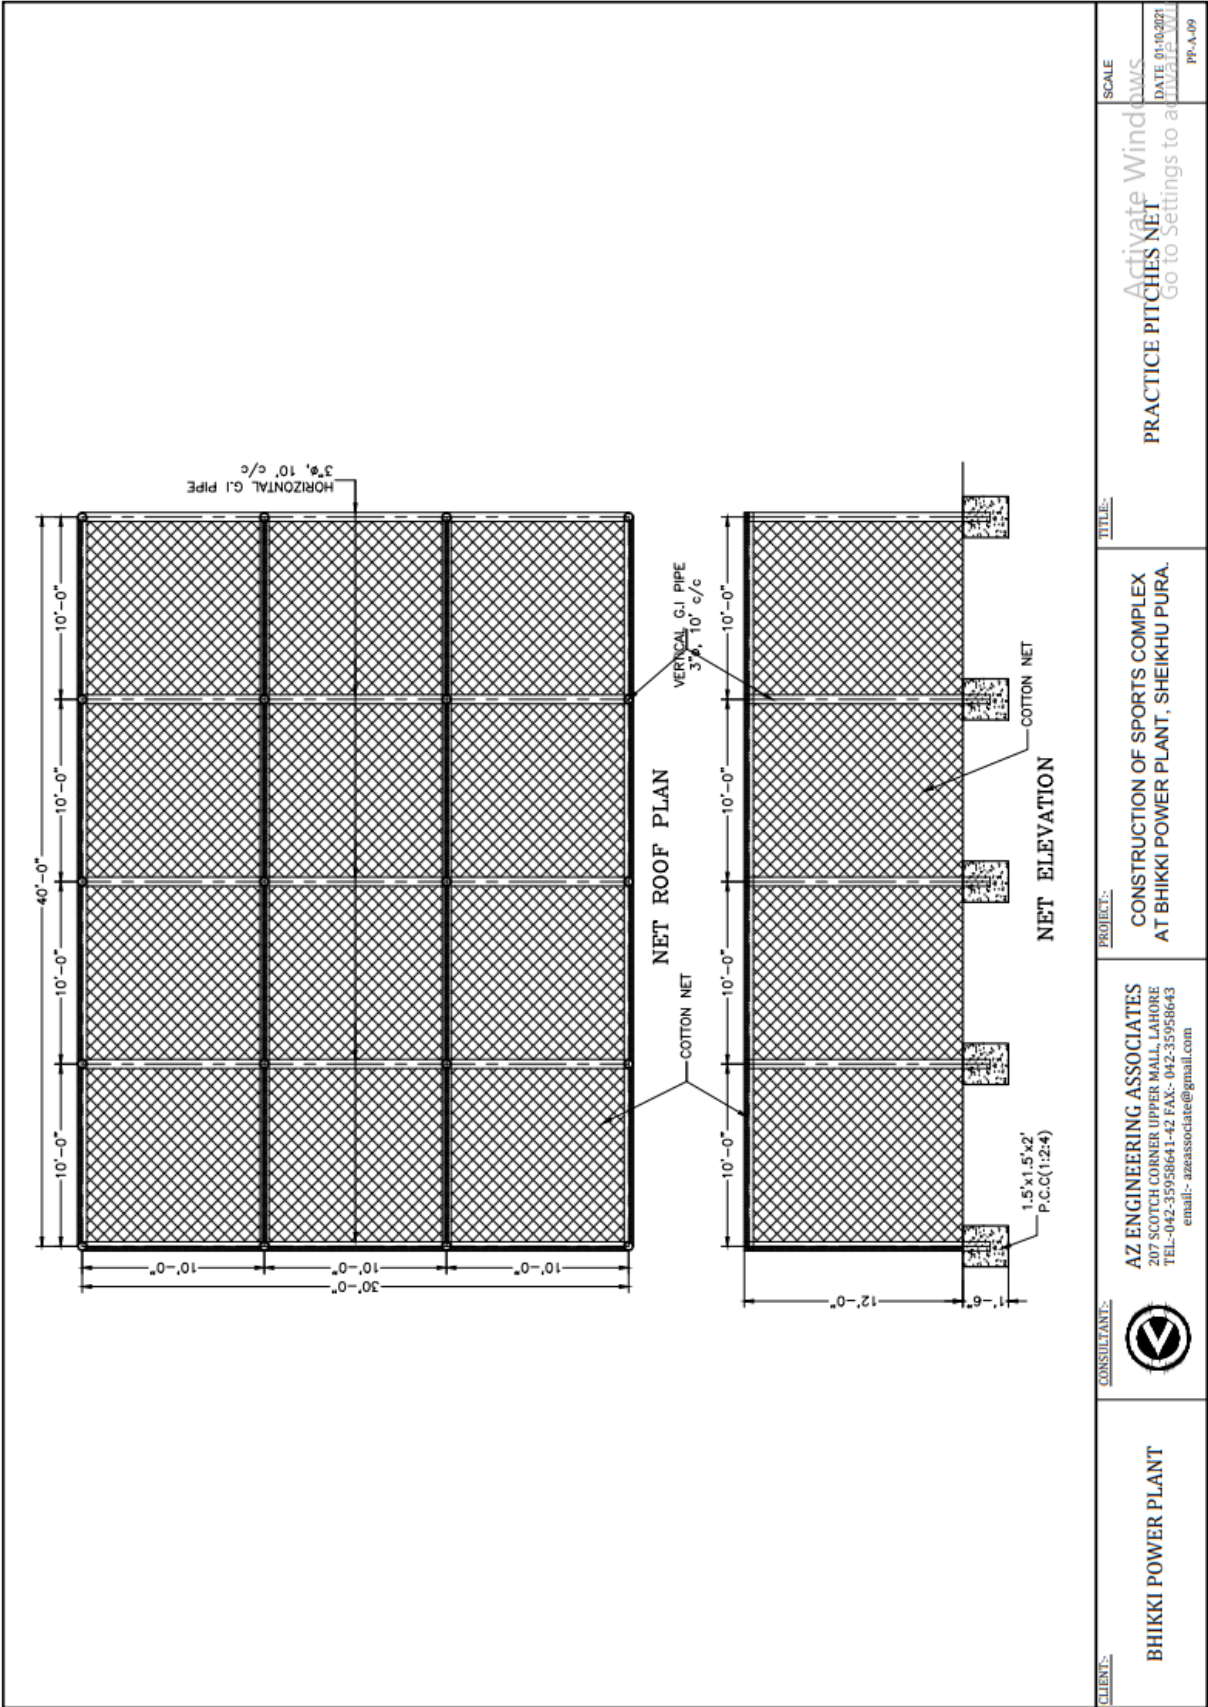 40'-0"
10'-0"
10'-0"
10'-0"
10'-0"
10'-0"
10'-0"
10'-0"
30'-0"
HORIZONTAL G.I PIPE
3"ø, 10' c/c
NET ROOF PLAN
COTTON NET
VERTICAL G.I PIPE
3"ø, 10' c/c
10'-0"
10'-0"
10'-0"
10'-0"
12'-0"
1'-6"
1.5'x1.5'x2'
P.C.C(1:2:4)
COTTON NET
NET ELEVATION
CLIENT:-
BHIKKI POWER PLANT
CONSULTANT:-
AZ ENGINEERING ASSOCIATES
207 SCOTCH CORNER UPPER MALL, LAHORE
TEL:-042-35958641-42 FAX:- 042-35958643
email:- azeassociate@gmail.com
PROJECT:-
CONSTRUCTION OF SPORTS COMPLEX
AT BHIKKI POWER PLANT, SHEIKHU PURA.
TITLE:-
PRACTICE PITCHES NET
SCALE
DATE 01-10-2021
PP-A-09
Activate Windows
Go to Settings to activate Wi